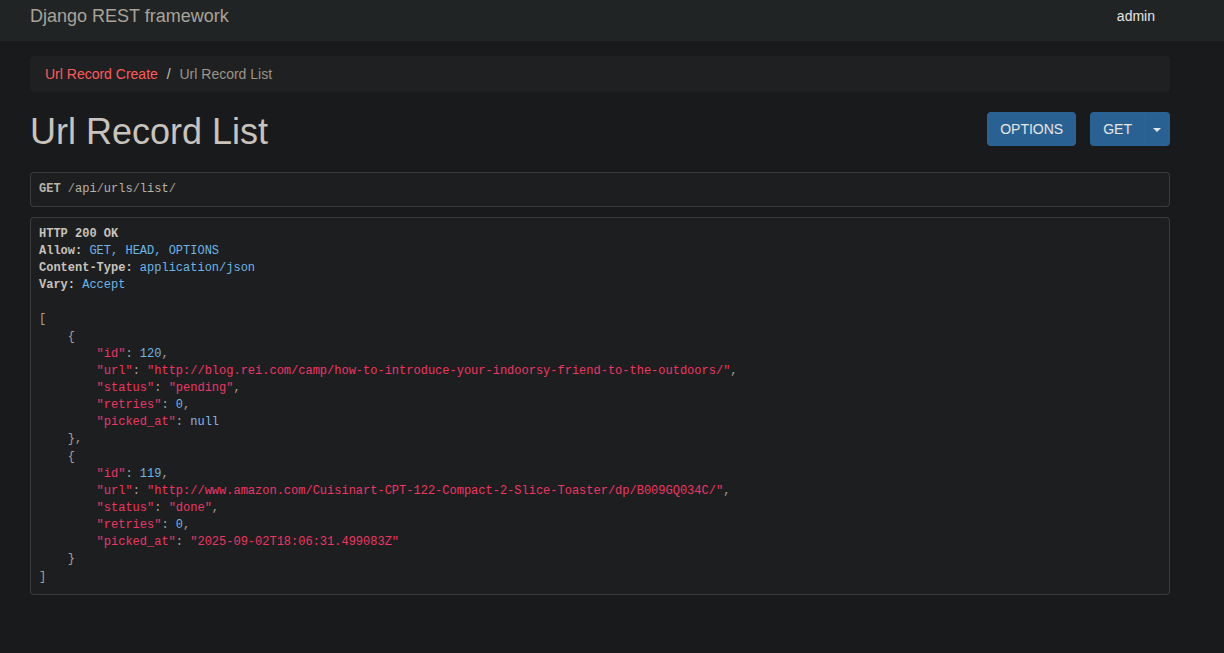 Django REST framework
admin
Url Record Create / Url Record List
Url Record List
OPTIONS
GET
GET /api/urls/list/
HTTP 200 OK
Allow: GET, HEAD, OPTIONS
Content-Type: application/json
Vary: Accept
[
    {
        "id": 120,
        "url": "http://blog.rei.com/camp/how-to-introduce-your-indoorsy-friend-to-the-outdoors/",
        "status": "pending",
        "retries": 0,
        "picked_at": null
    },
    {
        "id": 119,
        "url": "http://www.amazon.com/Cuisinart-CPT-122-Compact-2-Slice-Toaster/dp/B009GQ034C/",
        "status": "done",
        "retries": 0,
        "picked_at": "2025-09-02T18:06:31.499083Z"
    }
]